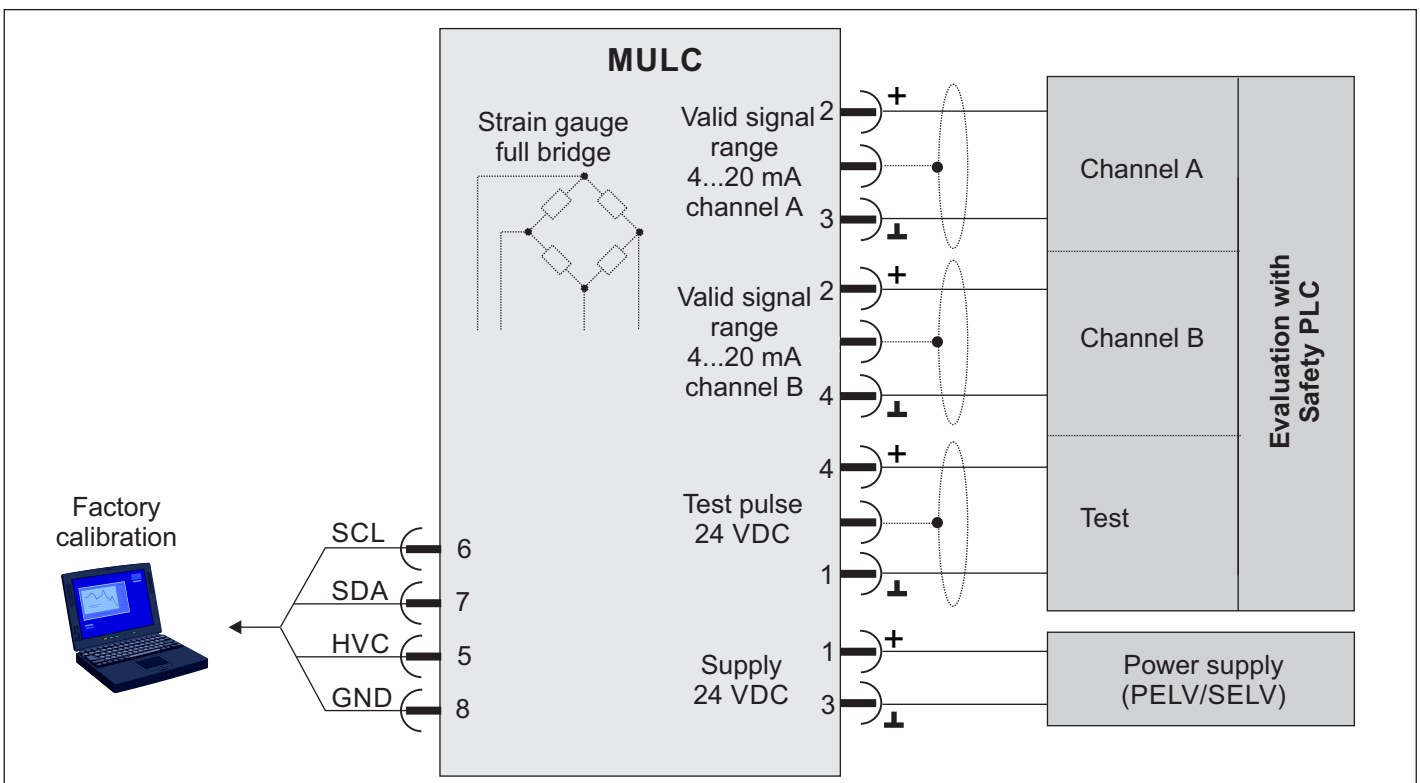 MULC
Strain gauge
full bridge
Valid signal
range
4...20 mA
channel A
2
+
3
Channel A
Valid signal
range
4...20 mA
channel B
2
+
4
Channel B
Test pulse
24 VDC
4
+
1
Test
Evaluation with
Safety PLC
Supply
24 VDC
1
+
3
Power supply
(PELV/SELV)
Factory
calibration
SCL
6
SDA
7
HVC
5
GND
8